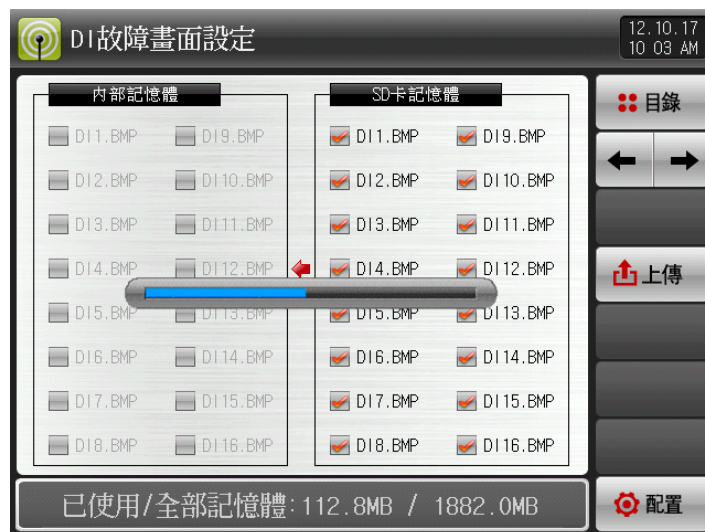 DI故障畫面設定
12.10.17
10 03 AM
內部記憶體
SD卡記憶體
DI1.BMP DI9.BMP DI1.BMP DI9.BMP
DI2.BMP DI10.BMP DI2.BMP DI10.BMP
DI3.BMP DI11.BMP DI3.BMP DI11.BMP
DI4.BMP DI12.BMP DI4.BMP DI12.BMP
DI5.BMP DI13.BMP DI5.BMP DI13.BMP
DI6.BMP DI14.BMP DI6.BMP DI14.BMP
DI7.BMP DI15.BMP DI7.BMP DI15.BMP
DI8.BMP DI16.BMP DI8.BMP DI16.BMP
目錄
上傳
已使用/全部記憶體:112.8MB / 1882.0MB
配置